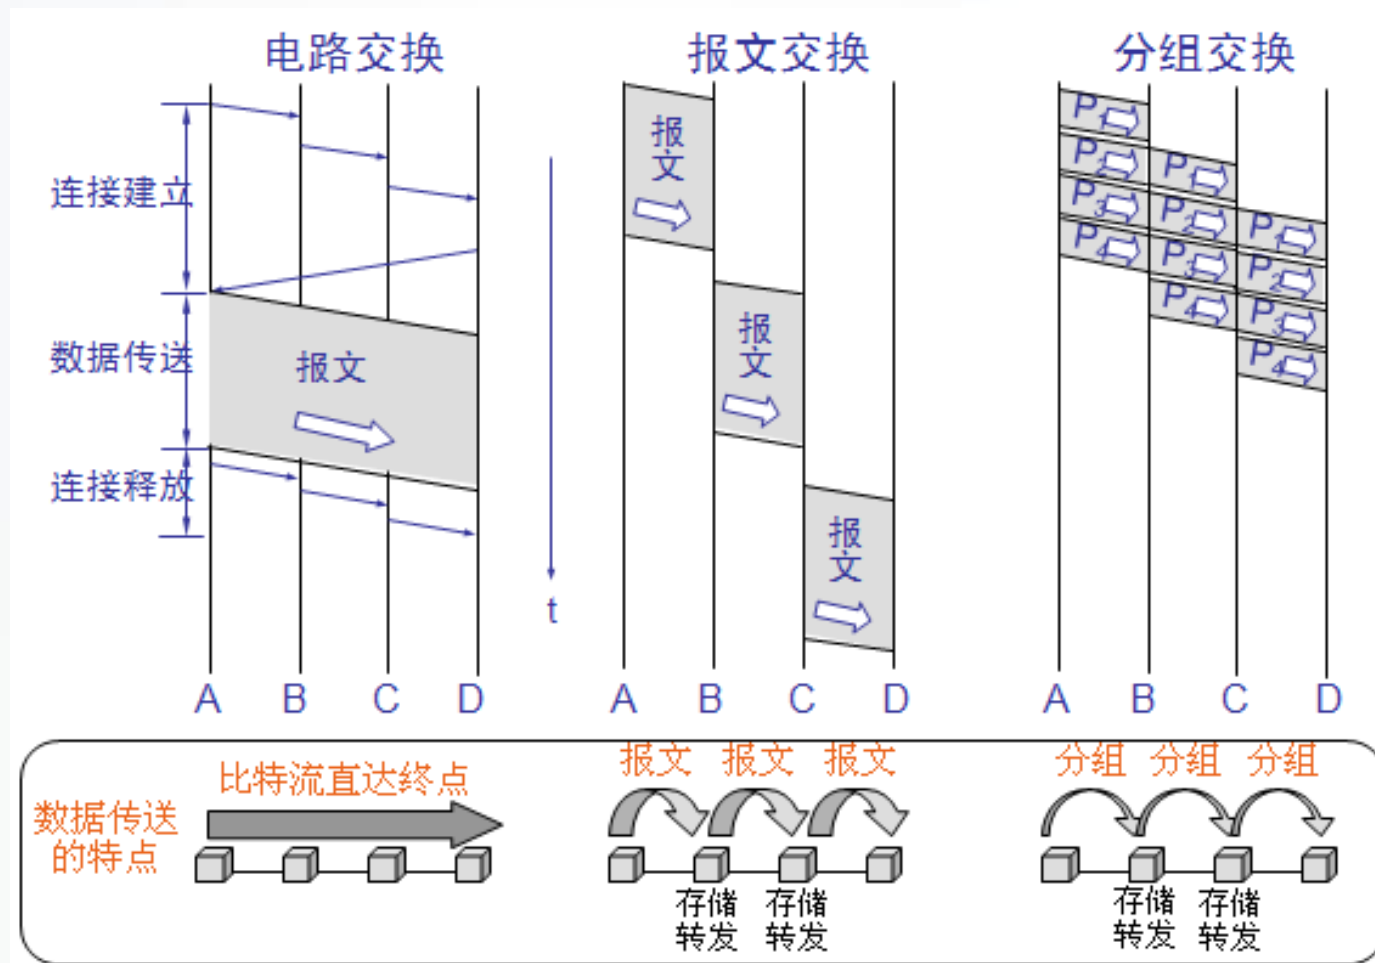 电路交换
报文交换
分组交换
连接建立
数据传送
连接释放
报文
t
A B C D
报文
报文
报文
A B C D
P1
P2 P1
P3 P2 P1
P4 P3 P2
P4 P3
P4
A B C D
数据传送
的特点
比特流直达终点
报文 报文 报文
存储
转发
存储
转发
分组 分组 分组
存储
转发
存储
转发